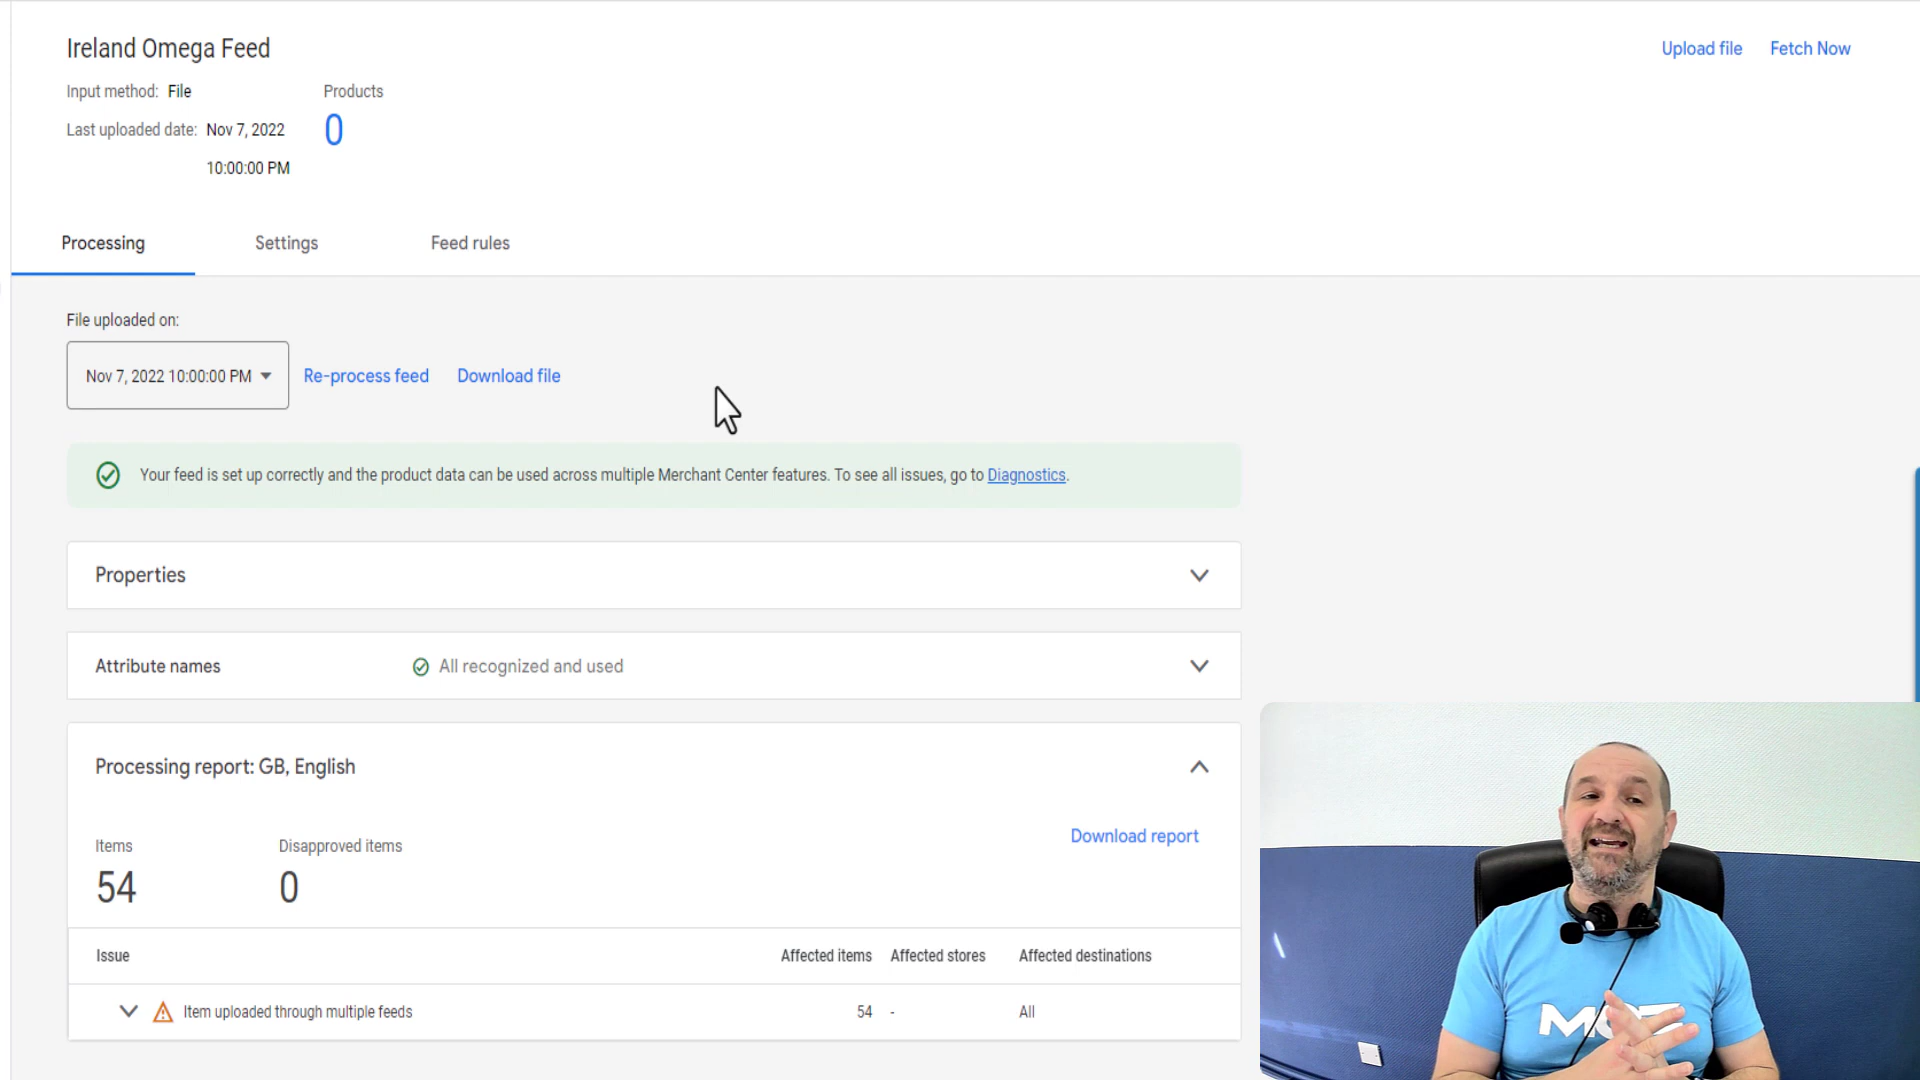 Ireland Omega Feed
Upload file
Fetch Now
Input method: File
Products
Last uploaded date: Nov 7, 2022
0
10:00:00 PM
Processing
Settings
Feed rules
File uploaded on:
Nov 7, 2022 10:00:00 PM
Re-process feed
Download file
Your feed is set up correctly and the product data can be used across multiple Merchant Center features. To see all issues, go to Diagnostics.
Properties
Attribute names
All recognized and used
Processing report: GB, English
Download report
Items
Disapproved items
54
0
Issue
Affected items
Affected stores
Affected destinations
Item uploaded through multiple feeds
54
-
All